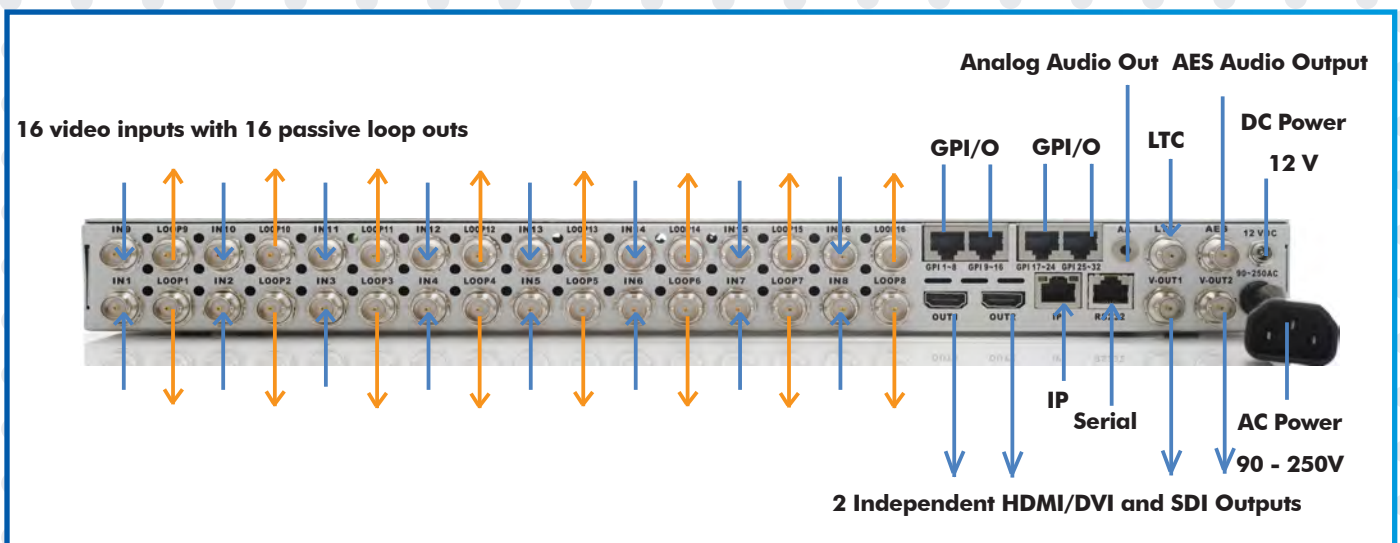 Analog Audio Out AES Audio Output
16 video inputs with 16 passive loop outs
DC Power
12 V
GPI/O GPI/O LTC
IN9 LOOP9 IN10 LOOP10 IN11 LOOP11 IN12 LOOP12 IN13 LOOP13 IN14 LOOP14 IN15 LOOP15 IN16 LOOP16 AA LTC AES 12 VDC
GPI 1~8 GPI 9~16 GPI 17~24 GPI 25~32 90~250AC
IN1 LOOP1 IN2 LOOP2 IN3 LOOP3 IN4 LOOP4 IN5 LOOP5 IN6 LOOP6 IN7 LOOP7 IN8 LOOP8 V-OUT1 V-OUT2
OUT1 OUT2 IP RS232
IP
Serial
AC Power
90 - 250V
2 Independent HDMI/DVI and SDI Outputs